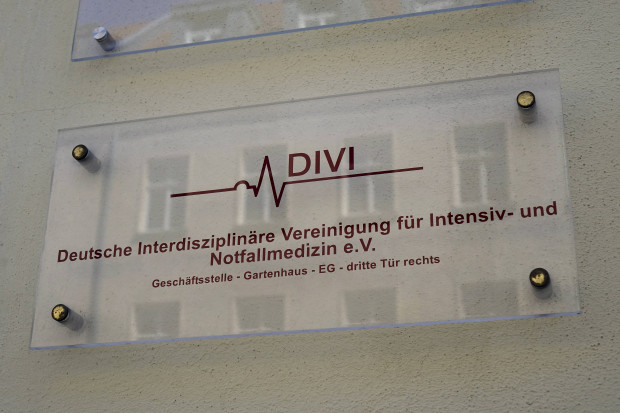 DIVI
Deutsche Interdisziplinäre Vereinigung für Intensiv- und
Notfallmedizin e.V.
Geschäftsstelle - Gartenhaus - EG - dritte Tür rechts